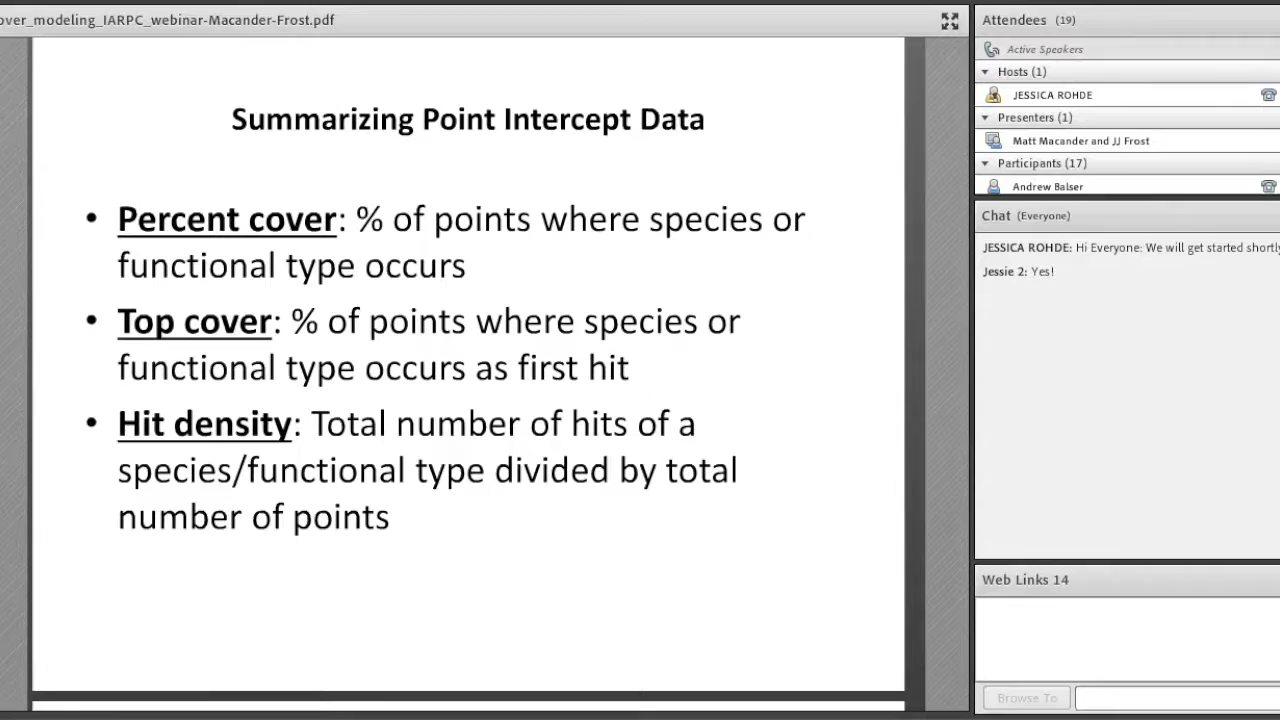 over_modeling_IARPC_webinar-Macander-Frost.pdf
Summarizing Point Intercept Data
• Percent cover: % of points where species or
functional type occurs
• Top cover: % of points where species or
functional type occurs as first hit
• Hit density: Total number of hits of a
species/functional type divided by total
number of points
Attendees (19)
Active Speakers
Hosts (1)
JESSICA ROHDE
Presenters (1)
Matt Macander and JJ Frost
Participants (17)
Andrew Balser
Chat (Everyone)
JESSICA ROHDE: Hi Everyone: We will get started shortly
Jessie 2: Yes!
Web Links 14
Browse To